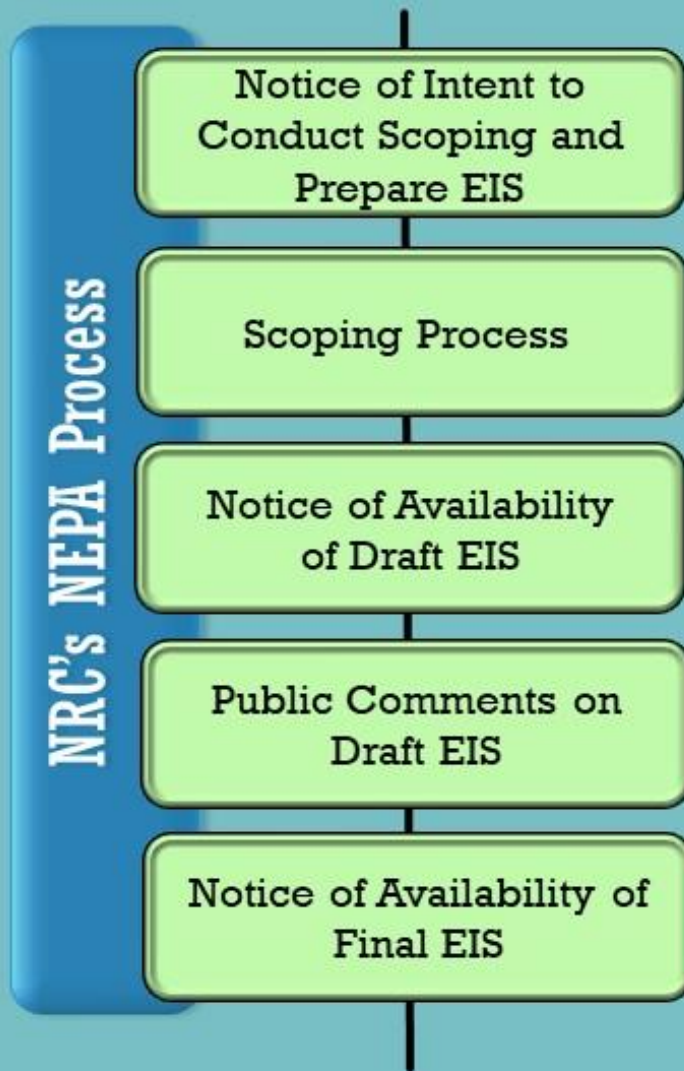 NRC's NEPA Process
Notice of Intent to
Conduct Scoping and
Prepare EIS
Scoping Process
Notice of Availability
of Draft EIS
Public Comments on
Draft EIS
Notice of Availability of
Final EIS